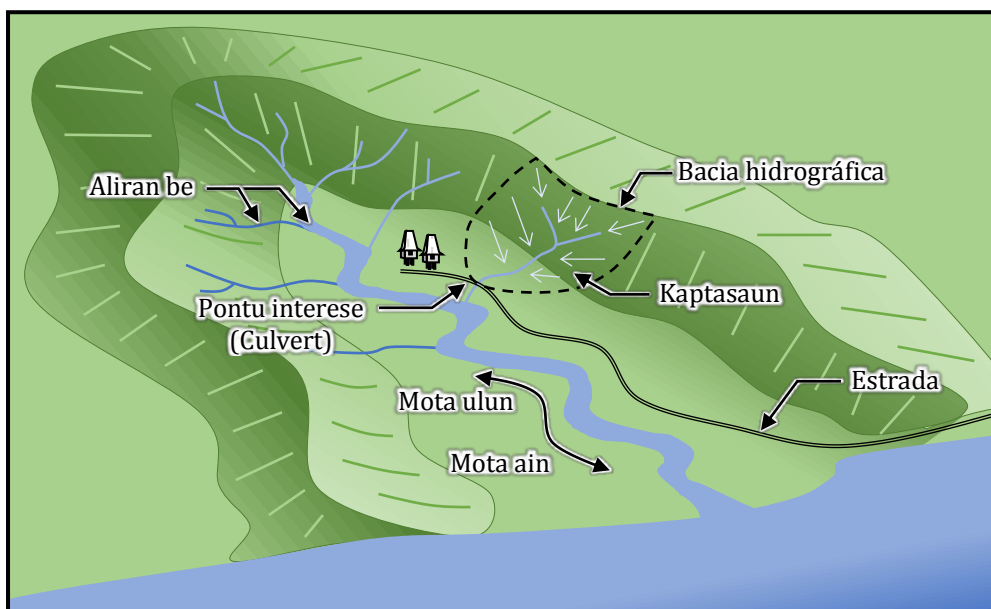 Bacia hidrográfica
Aliran be
Kaptasaun
Pontu interese
(Culvert)
Estrada
Mota ulun
Mota ain